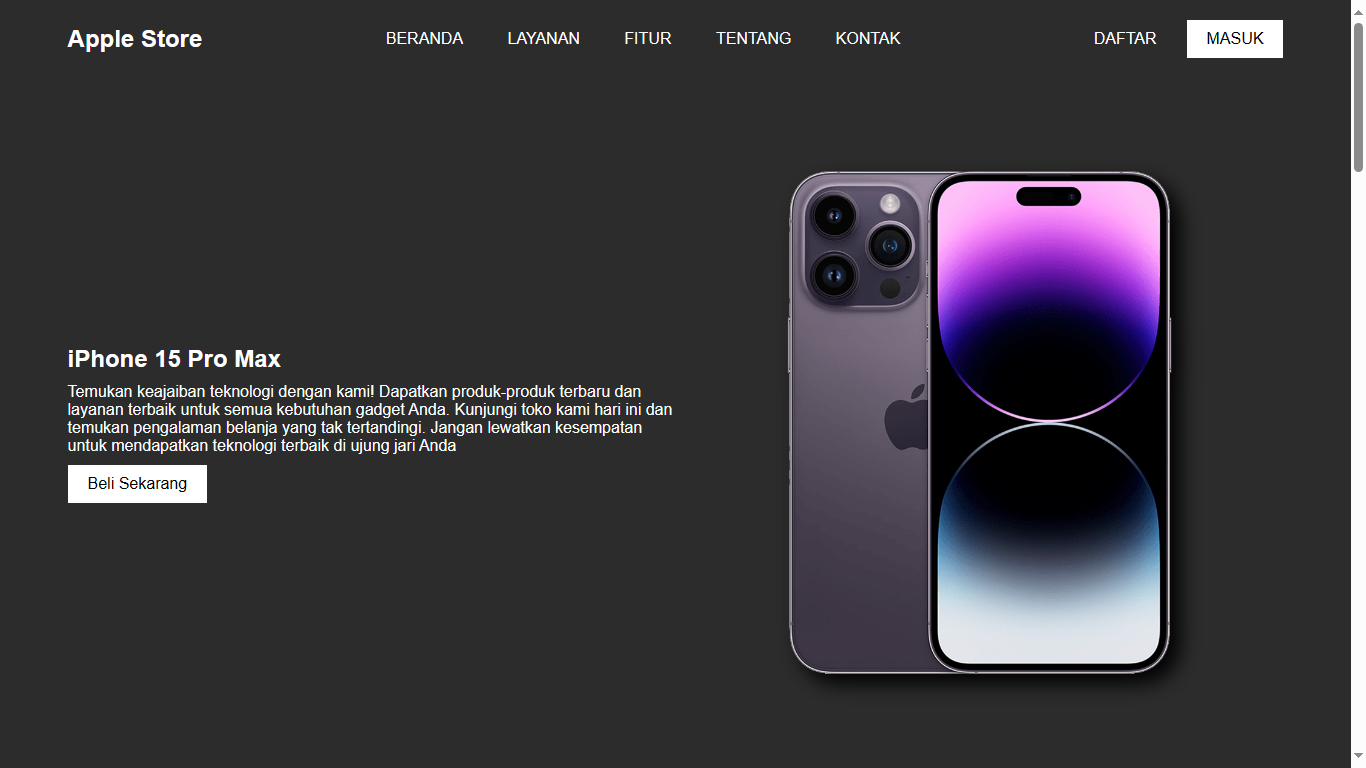 Apple Store
BERANDA
LAYANAN
FITUR
TENTANG
KONTAK
DAFTAR
MASUK
iPhone 15 Pro Max
Temukan keajaiban teknologi dengan kami! Dapatkan produk-produk terbaru dan
layanan terbaik untuk semua kebutuhan gadget Anda. Kunjungi toko kami hari ini dan
temukan pengalaman belanja yang tak tertandingi. Jangan lewatkan kesempatan
untuk mendapatkan teknologi terbaik di ujung jari Anda
Beli Sekarang